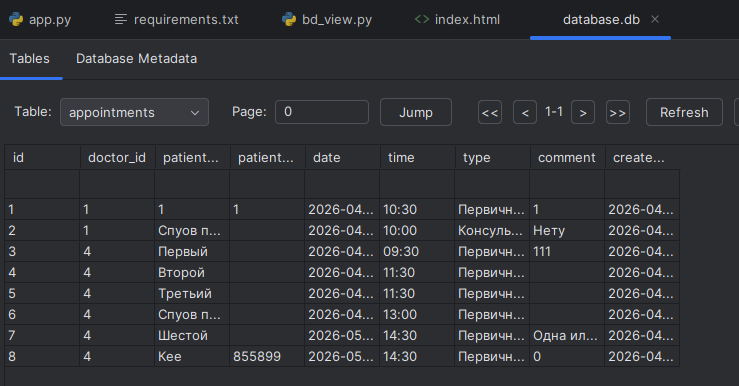 app.py requirements.txt bd_view.py <> index.html database.db ×
Tables Database Metadata
Table: appointments Page: 0 Jump << < 1-1 > >> Refresh
id doctor_id patient... patient... date time type comment create...
1 1 1 1 2026-04... 10:30 Первичн... 1 2026-04...
2 1 Спуов п... 2026-04... 10:00 Консуль... Нету 2026-04...
3 4 Первый 2026-04... 09:30 Первичн... 111 2026-04...
4 4 Второй 2026-04... 11:30 Первичн... 2026-04...
5 4 Третьий 2026-04... 11:30 Первичн... 2026-04...
6 4 Спуов п... 2026-04... 13:00 Первичн... 2026-04...
7 4 Шестой 2026-05... 14:30 Первичн... Одна ил... 2026-04...
8 4 Кее 855899 2026-05... 14:30 Первичн... 0 2026-04...